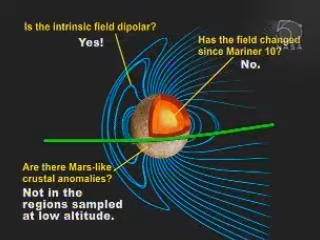 Is the intrinsic field dipolar?
Yes!
Has the field changed
since Mariner 10?
No.
Are there Mars-like
crustal anomalies?
Not in the
regions sampled
at low altitude.